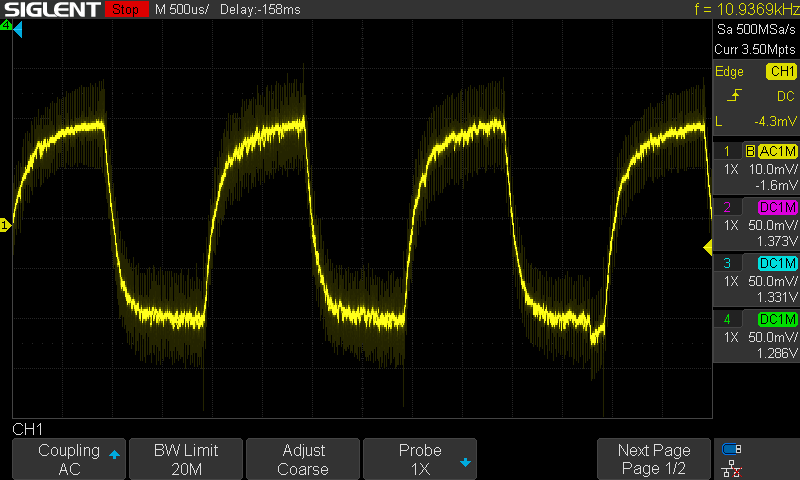 SIGLENT Stop M 500us/ Delay:-158ms f = 10.9369kHz
Sa 500MSa/s
Curr 3.50Mpts
4
Edge CH1
DC
L -4.3mV
1 B AC1M
1X 10.0mV/
-1.6mV
2 DC1M
1X 50.0mV/
1.373V
1
3 DC1M
1X 50.0mV/
1.331V
4 DC1M
1X 50.0mV/
1.286V
CH1
Coupling
AC
BW Limit
20M
Adjust
Coarse
Probe
1X
Next Page
Page 1/2